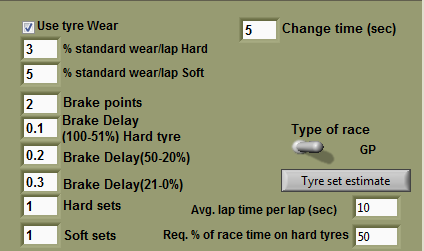 Use tyre Wear
5 Change time (sec)
3 % standard wear/lap Hard
5 % standard wear/lap Soft
2 Brake points
0.1 Brake Delay
(100-51%) Hard tyre
Type of race
GP
0.2 Brake Delay(50-20%)
0.3 Brake Delay(21-0%)
Tyre set estimate
1 Hard sets
Avg. lap time per lap (sec) 10
1 Soft sets
Req. % of race time on hard tyres 50